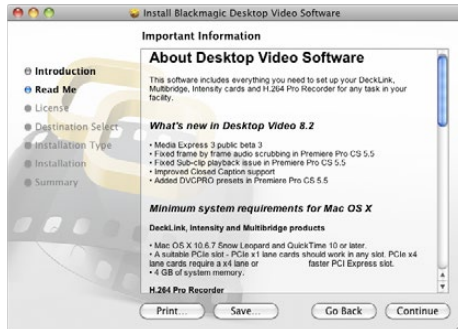 Install Blackmagic Desktop Video Software
Important Information
Introduction
Read Me
License
Destination Select
Installation Type
Installation
Summary
About Desktop Video Software
This software includes everything you need to set up your DeckLink,
Multibridge, Intensity cards and H.264 Pro Recorder for any task in your
facility.
What's new in Desktop Video 8.2
• Media Express 3 public beta 3
• Fixed frame by frame audio scrubbing in Premiere Pro CS 5.5
• Fixed Sub-clip playback issue in Premiere Pro CS 5.5
• Improved Closed Caption support
• Added DVCPRO presets in Premiere Pro CS 5.5
Minimum system requirements for Mac OS X
DeckLink, Intensity and Multibridge products
• Mac OS X 10.6.7 Snow Leopard and QuickTime 10 or later.
• A suitable PCIe slot - PCIe x1 lane cards should work in any slot. PCIe x4
lane cards require a x4 lane or faster PCI Express slot.
• 4 GB of system memory.
H.264 Pro Recorder
Print...
Save...
Go Back
Continue